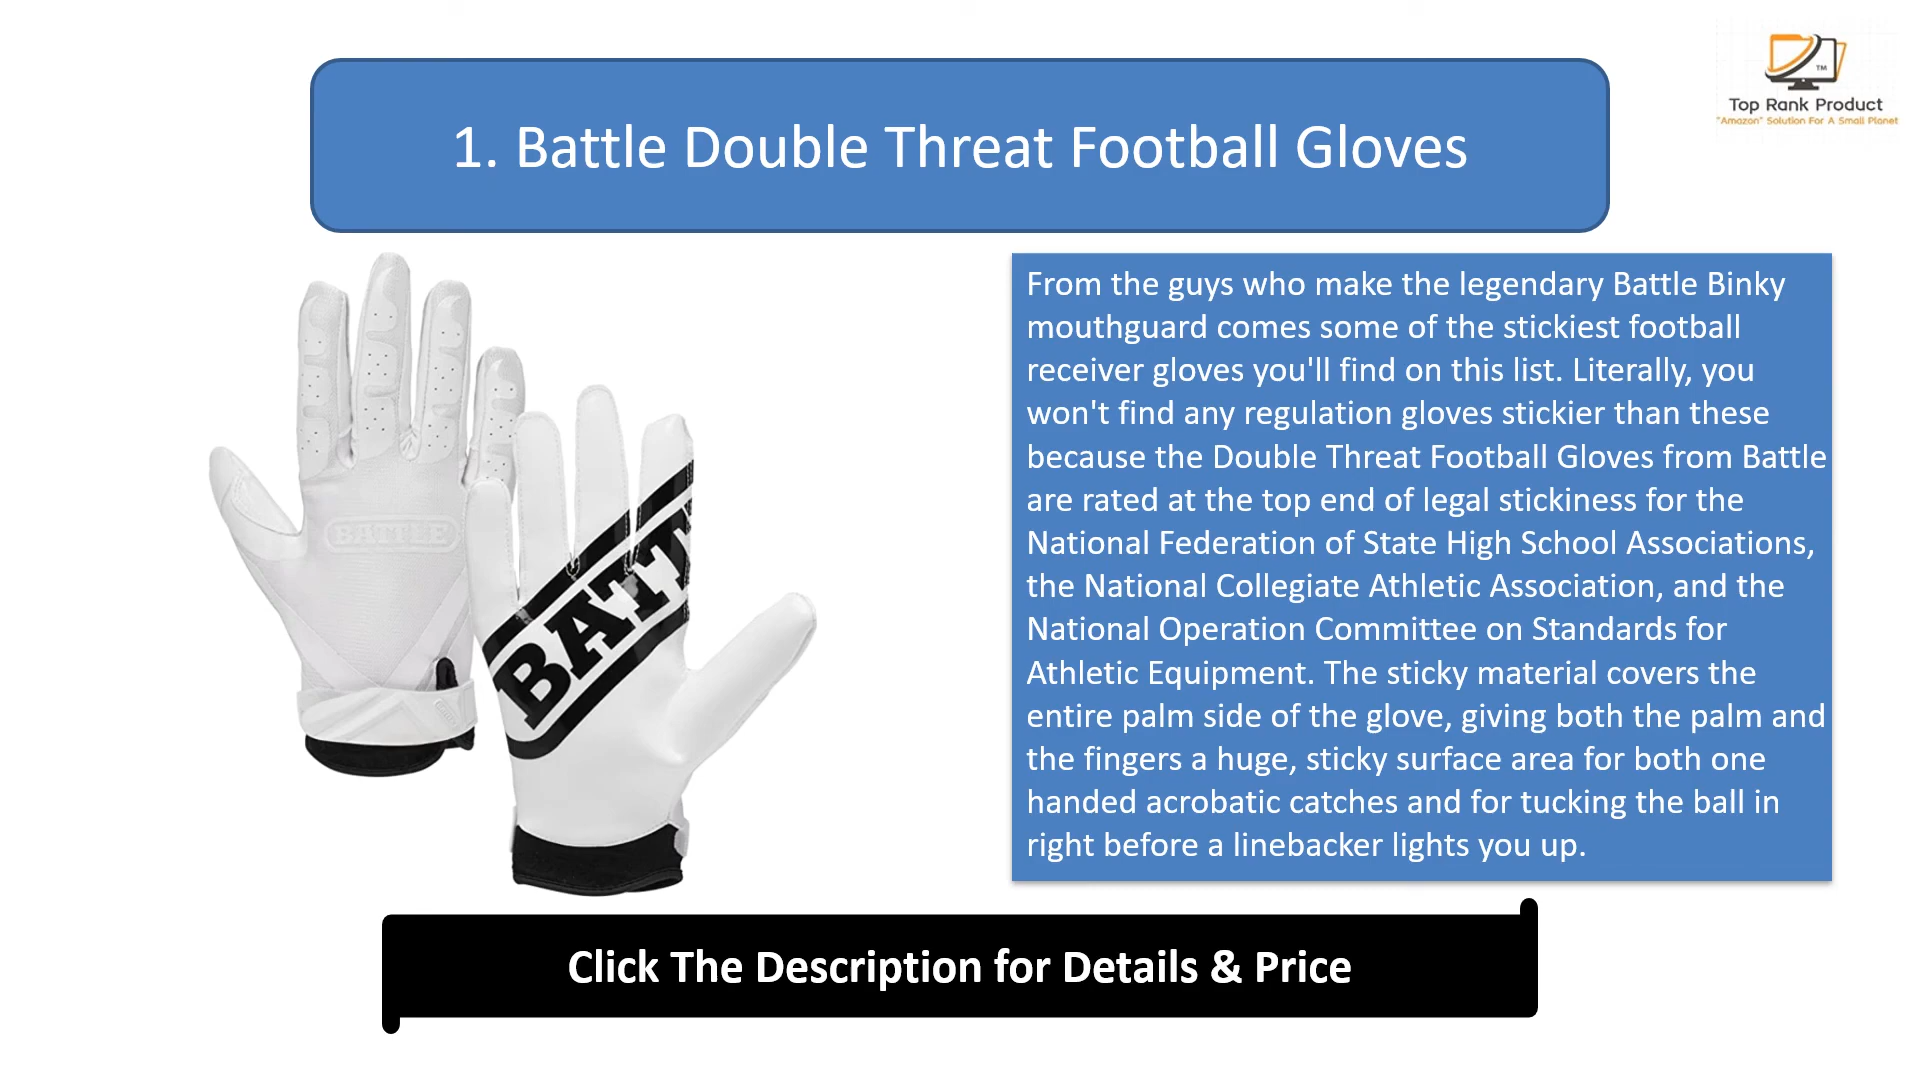 TM
Top Rank Product
"Amazon" Solution For A Small Planet
1. Battle Double Threat Football Gloves
BATTLE
BATT
From the guys who make the legendary Battle Binky
mouthguard comes some of the stickiest football
receiver gloves you'll find on this list. Literally, you
won't find any regulation gloves stickier than these
because the Double Threat Football Gloves from Battle
are rated at the top end of legal stickiness for the
National Federation of State High School Associations,
the National Collegiate Athletic Association, and the
National Operation Committee on Standards for
Athletic Equipment. The sticky material covers the
entire palm side of the glove, giving both the palm and
the fingers a huge, sticky surface area for both one
handed acrobatic catches and for tucking the ball in
right before a linebacker lights you up.
Click The Description for Details & Price